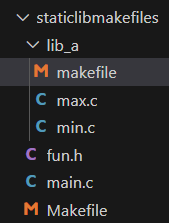 staticlibmakefiles
lib_a
M makefile
C max.c
C min.c
C fun.h
C main.c
M Makefile